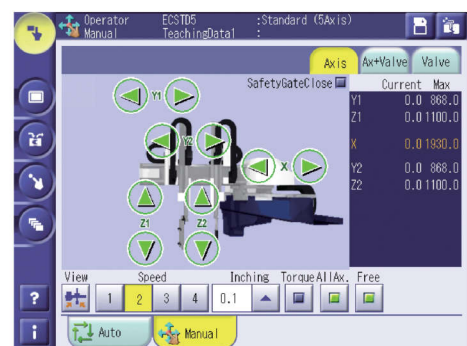 Operator ECSTD5 :Standard (5Axis)
Manual TeachingData1 :
Axis Ax+Valve Valve
SafetyGateClose
Current Max
Y1 0.0 868.0
Z1 0.0 1100.0
X 0.0 1930.0
Y2 0.0 868.0
Z2 0.0 1100.0
Y1
Y2
X
Z1 Z2
View Speed Inching Torque AllAx. Free
1 2 3 4 0.1
?
i
Auto Manual